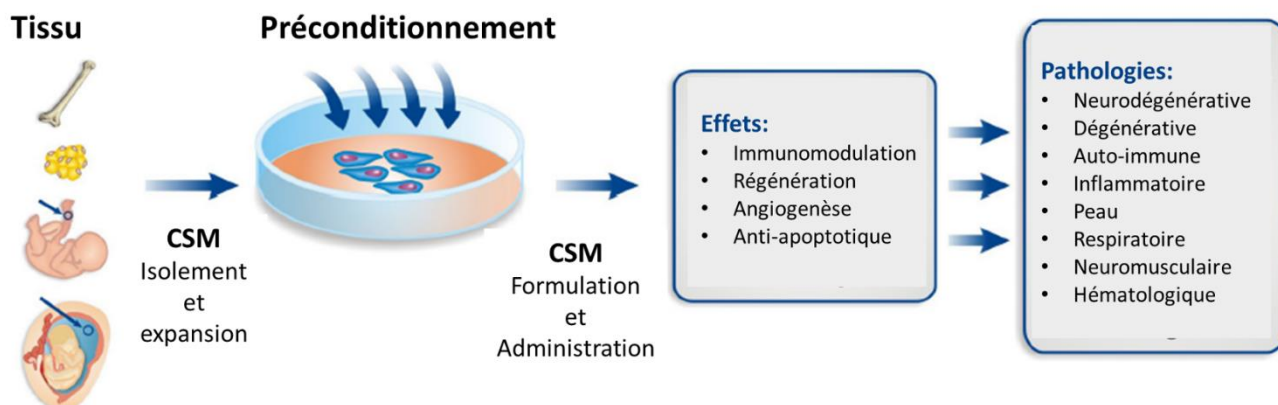 Tissu
Préconditionnement
CSM
Isolement
et
expansion
CSM
Formulation
et
Administration
Effets:
• Immunomodulation
• Régénération
• Angiogenèse
• Anti-apoptotique
Pathologies:
• Neurodégénérative
• Dégénérative
• Auto-immune
• Inflammatoire
• Peau
• Respiratoire
• Neuromusculaire
• Hématologique